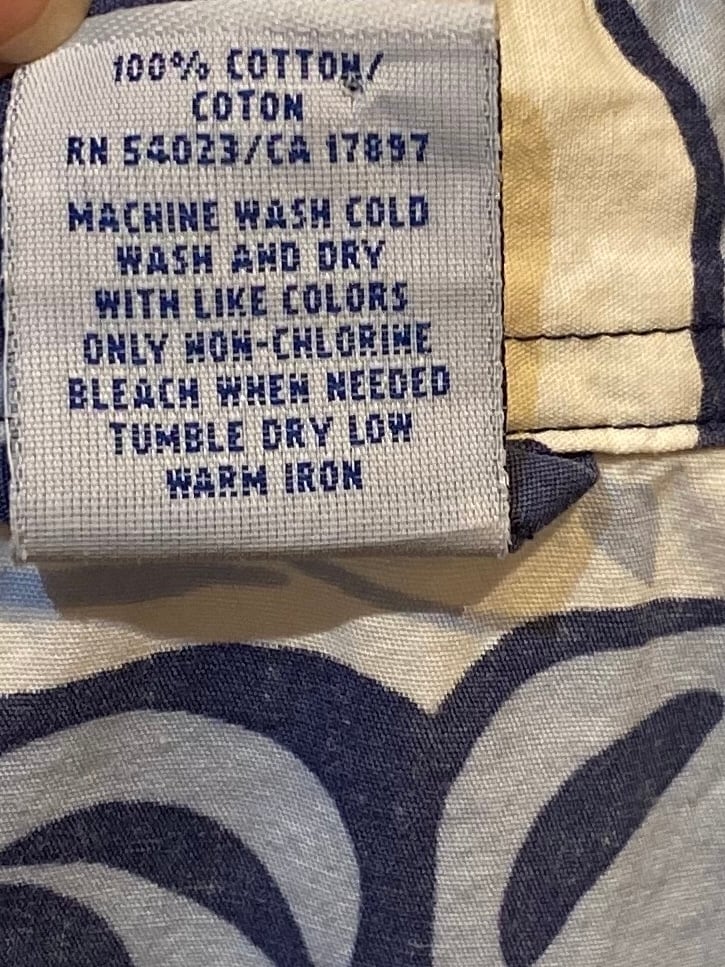 100% COTTON/
COTON
RN 54023/CA 17897
MACHINE WASH COLD
WASH AND DRY
WITH LIKE COLORS
ONLY NON-CHLORINE
BLEACH WHEN NEEDED
TUMBLE DRY LOW
WARM IRON